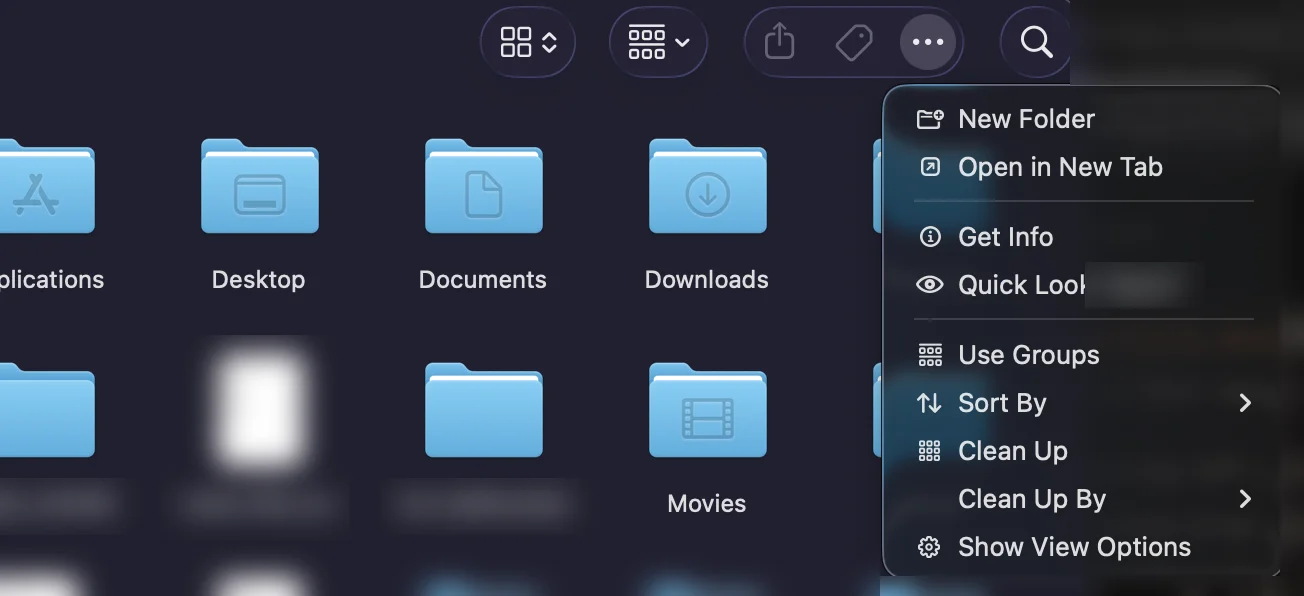 New Folder
Open in New Tab
Get Info
Quick Look
Use Groups
Sort By
Clean Up
Clean Up By
Show View Options
plications
Desktop
Documents
Downloads
Movies